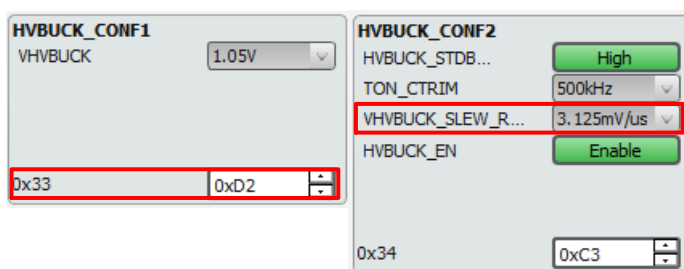 HVBUCK_CONF1
VHVBUCK 1.05V
0x33 0xD2
HVBUCK_CONF2
HVBUCK_STDB... High
TON_CTRIM 500kHz
VHVBUCK_SLEW_R... 3.125mV/us
HVBUCK_EN Enable
0x34 0xC3